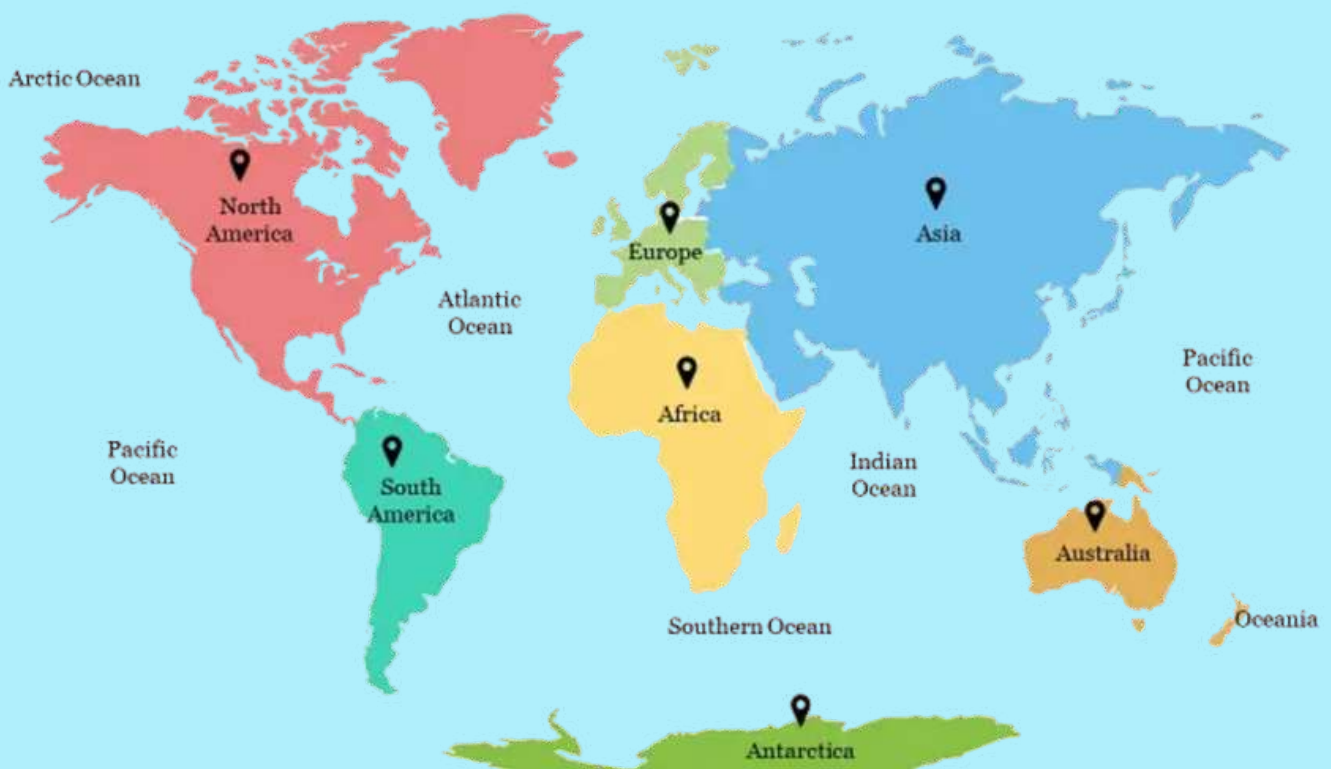 Arctic Ocean
North
America
Europe
Asia
Atlantic
Ocean
Pacific
Ocean
Africa
Pacific
Ocean
Indian
Ocean
South
America
Australia
Oceania
Southern Ocean
Antarctica